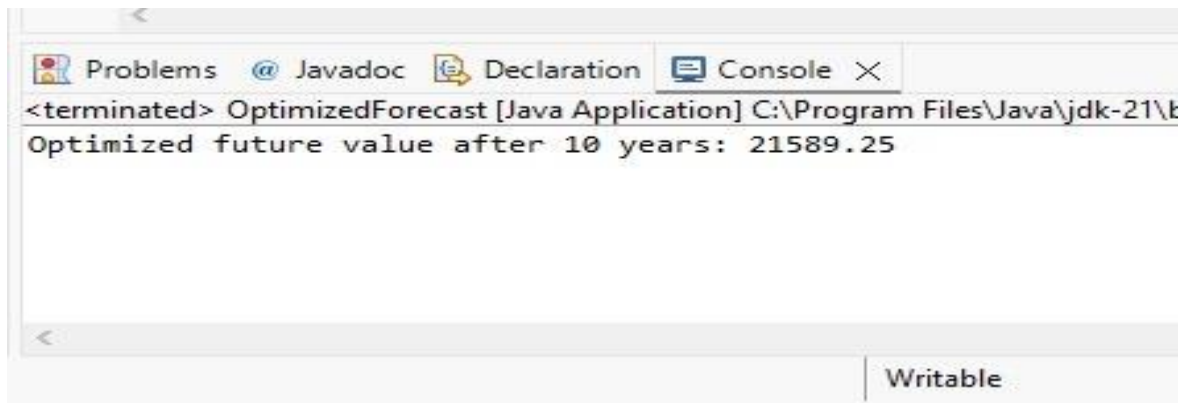 Problems @ Javadoc Declaration Console
<terminated> OptimizedForecast [Java Application] C:\Program Files\Java\jdk-21\b
Optimized future value after 10 years: 21589.25
Writable